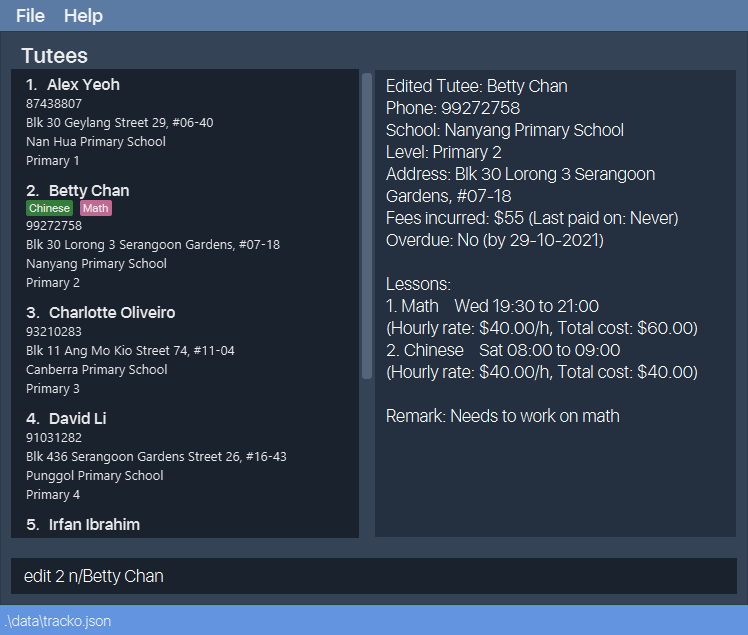 File Help
Tutees
1. Alex Yeoh
87438807
Blk 30 Geylang Street 29, #06-40
Nan Hua Primary School
Primary 1
2. Betty Chan
Chinese Math
99272758
Blk 30 Lorong 3 Serangoon Gardens, #07-18
Nanyang Primary School
Primary 2
3. Charlotte Oliveiro
93210283
Blk 11 Ang Mo Kio Street 74, #11-04
Canberra Primary School
Primary 3
4. David Li
91031282
Blk 436 Serangoon Gardens Street 26, #16-43
Punggol Primary School
Primary 4
5. Irfan Ibrahim
Edited Tutee: Betty Chan
Phone: 99272758
School: Nanyang Primary School
Level: Primary 2
Address: Blk 30 Lorong 3 Serangoon
Gardens, #07-18
Fees incurred: $55 (Last paid on: Never)
Overdue: No (by 29-10-2021)
Lessons:
1. Math Wed 19:30 to 21:00
(Hourly rate: $40.00/h, Total cost: $60.00)
2. Chinese Sat 08:00 to 09:00
(Hourly rate: $40.00/h, Total cost: $40.00)
Remark: Needs to work on math
edit 2 n/Betty Chan
.\data\tracko.json